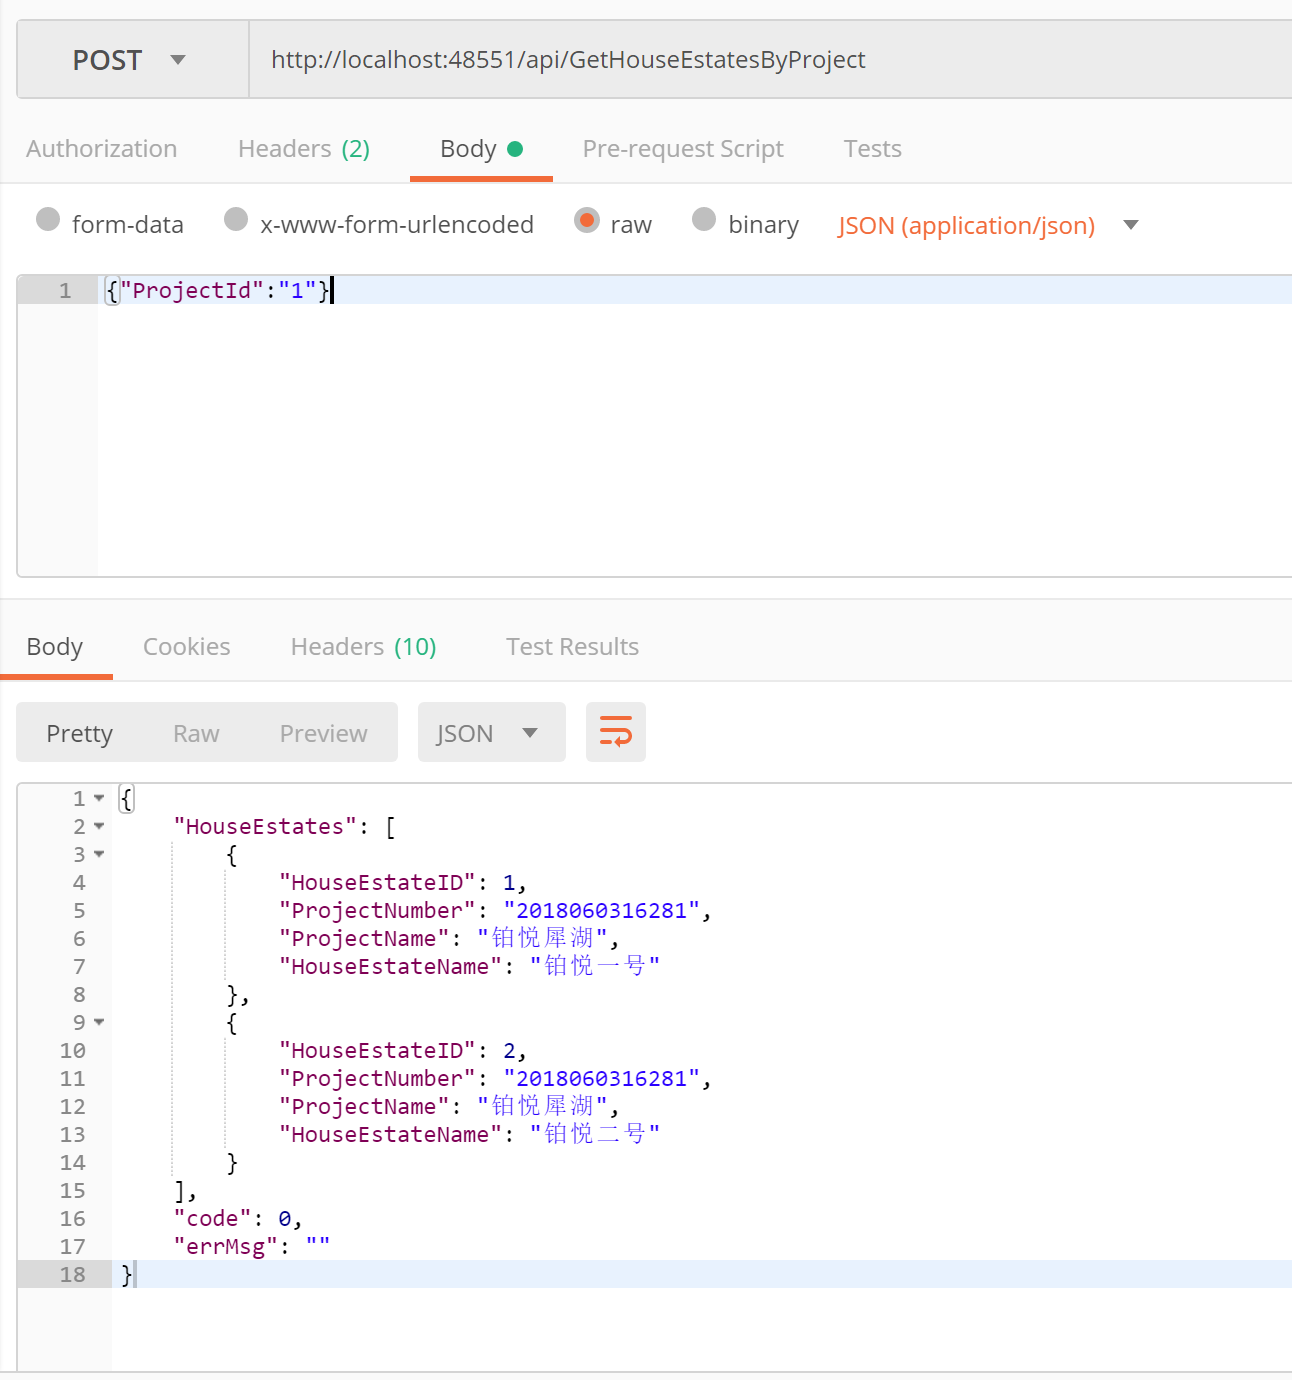 POST http://localhost:48551/api/GetHouseEstatesByProject
Authorization Headers (2) Body Pre-request Script Tests
form-data x-www-form-urlencoded raw binary JSON (application/json)
1 {"ProjectId":"1"}
Body Cookies Headers (10) Test Results
Pretty Raw Preview JSON
1 {
2 "HouseEstates": [
3 {
4 "HouseEstateID": 1,
5 "ProjectNumber": "2018060316281",
6 "ProjectName": "铂悦犀湖",
7 "HouseEstateName": "铂悦一号"
8 },
9 {
10 "HouseEstateID": 2,
11 "ProjectNumber": "2018060316281",
12 "ProjectName": "铂悦犀湖",
13 "HouseEstateName": "铂悦二号"
14 }
15 ],
16 "code": 0,
17 "errMsg": ""
18 }